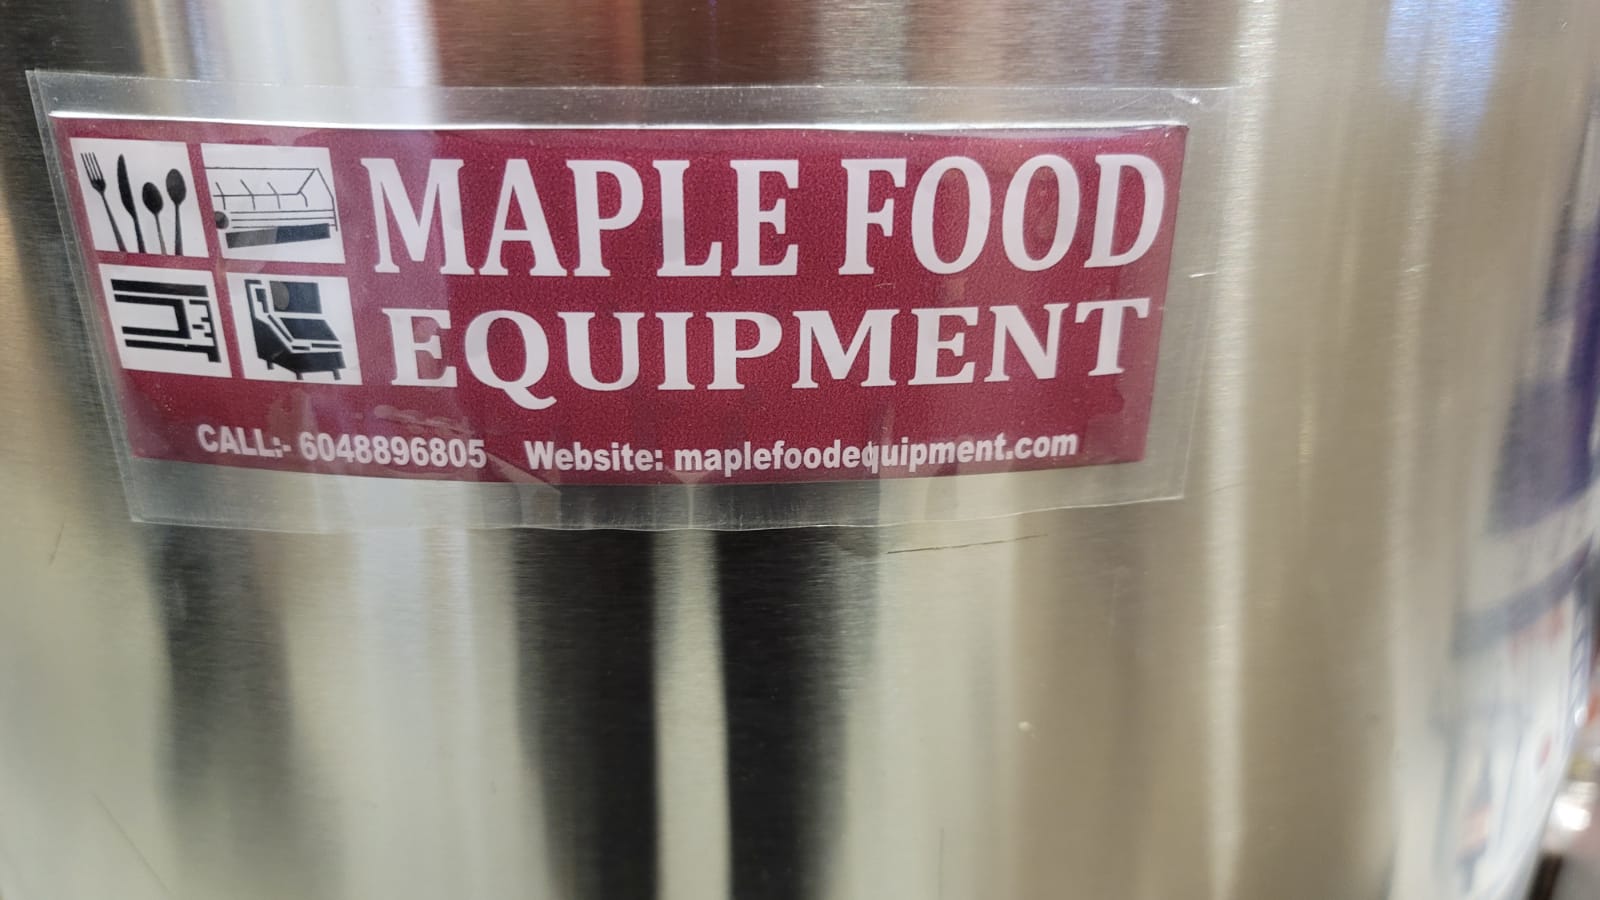 MAPLE FOOD
EQUIPMENT
CALL:- 6048896805 Website: maplefoodequipment.com